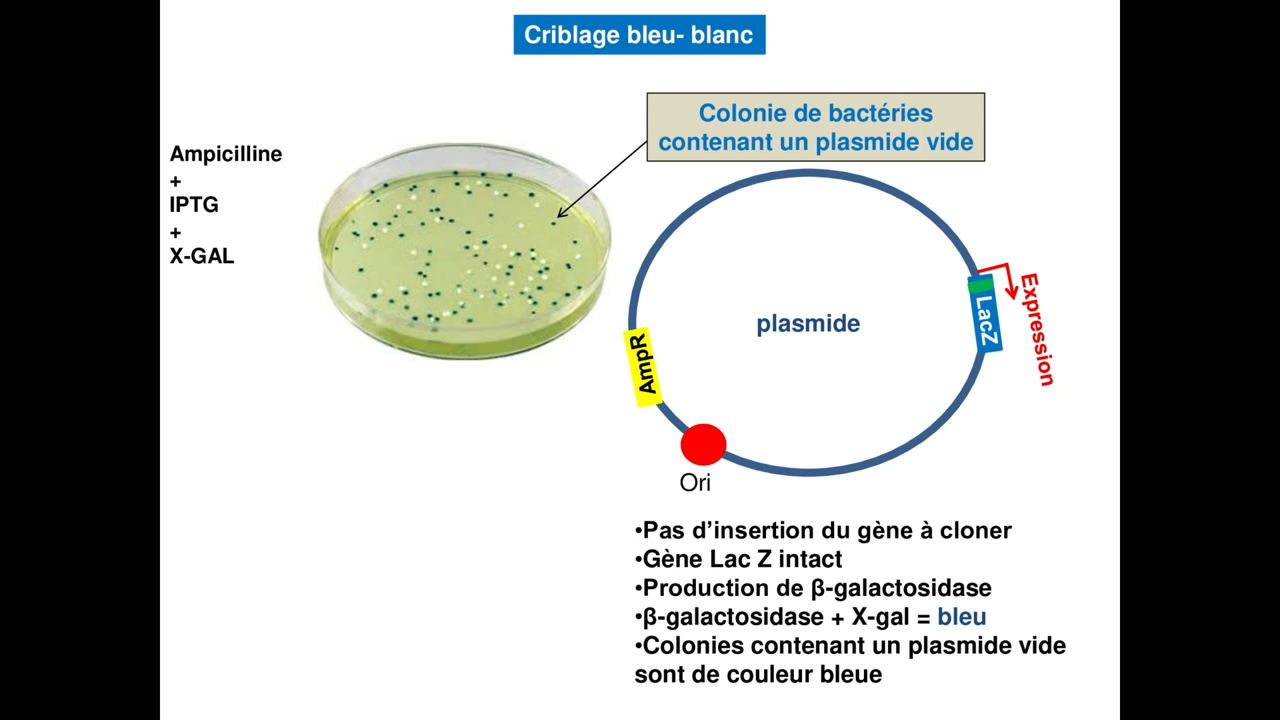 Criblage bleu- blanc
Colonie de bactéries
contenant un plasmide vide
Ampicilline
+
IPTG
+
X-GAL
plasmide
LacZ
Expression
AmpR
Ori
•Pas d’insertion du gène à cloner
•Gène Lac Z intact
•Production de β-galactosidase
•β-galactosidase + X-gal = bleu
•Colonies contenant un plasmide vide
sont de couleur bleue